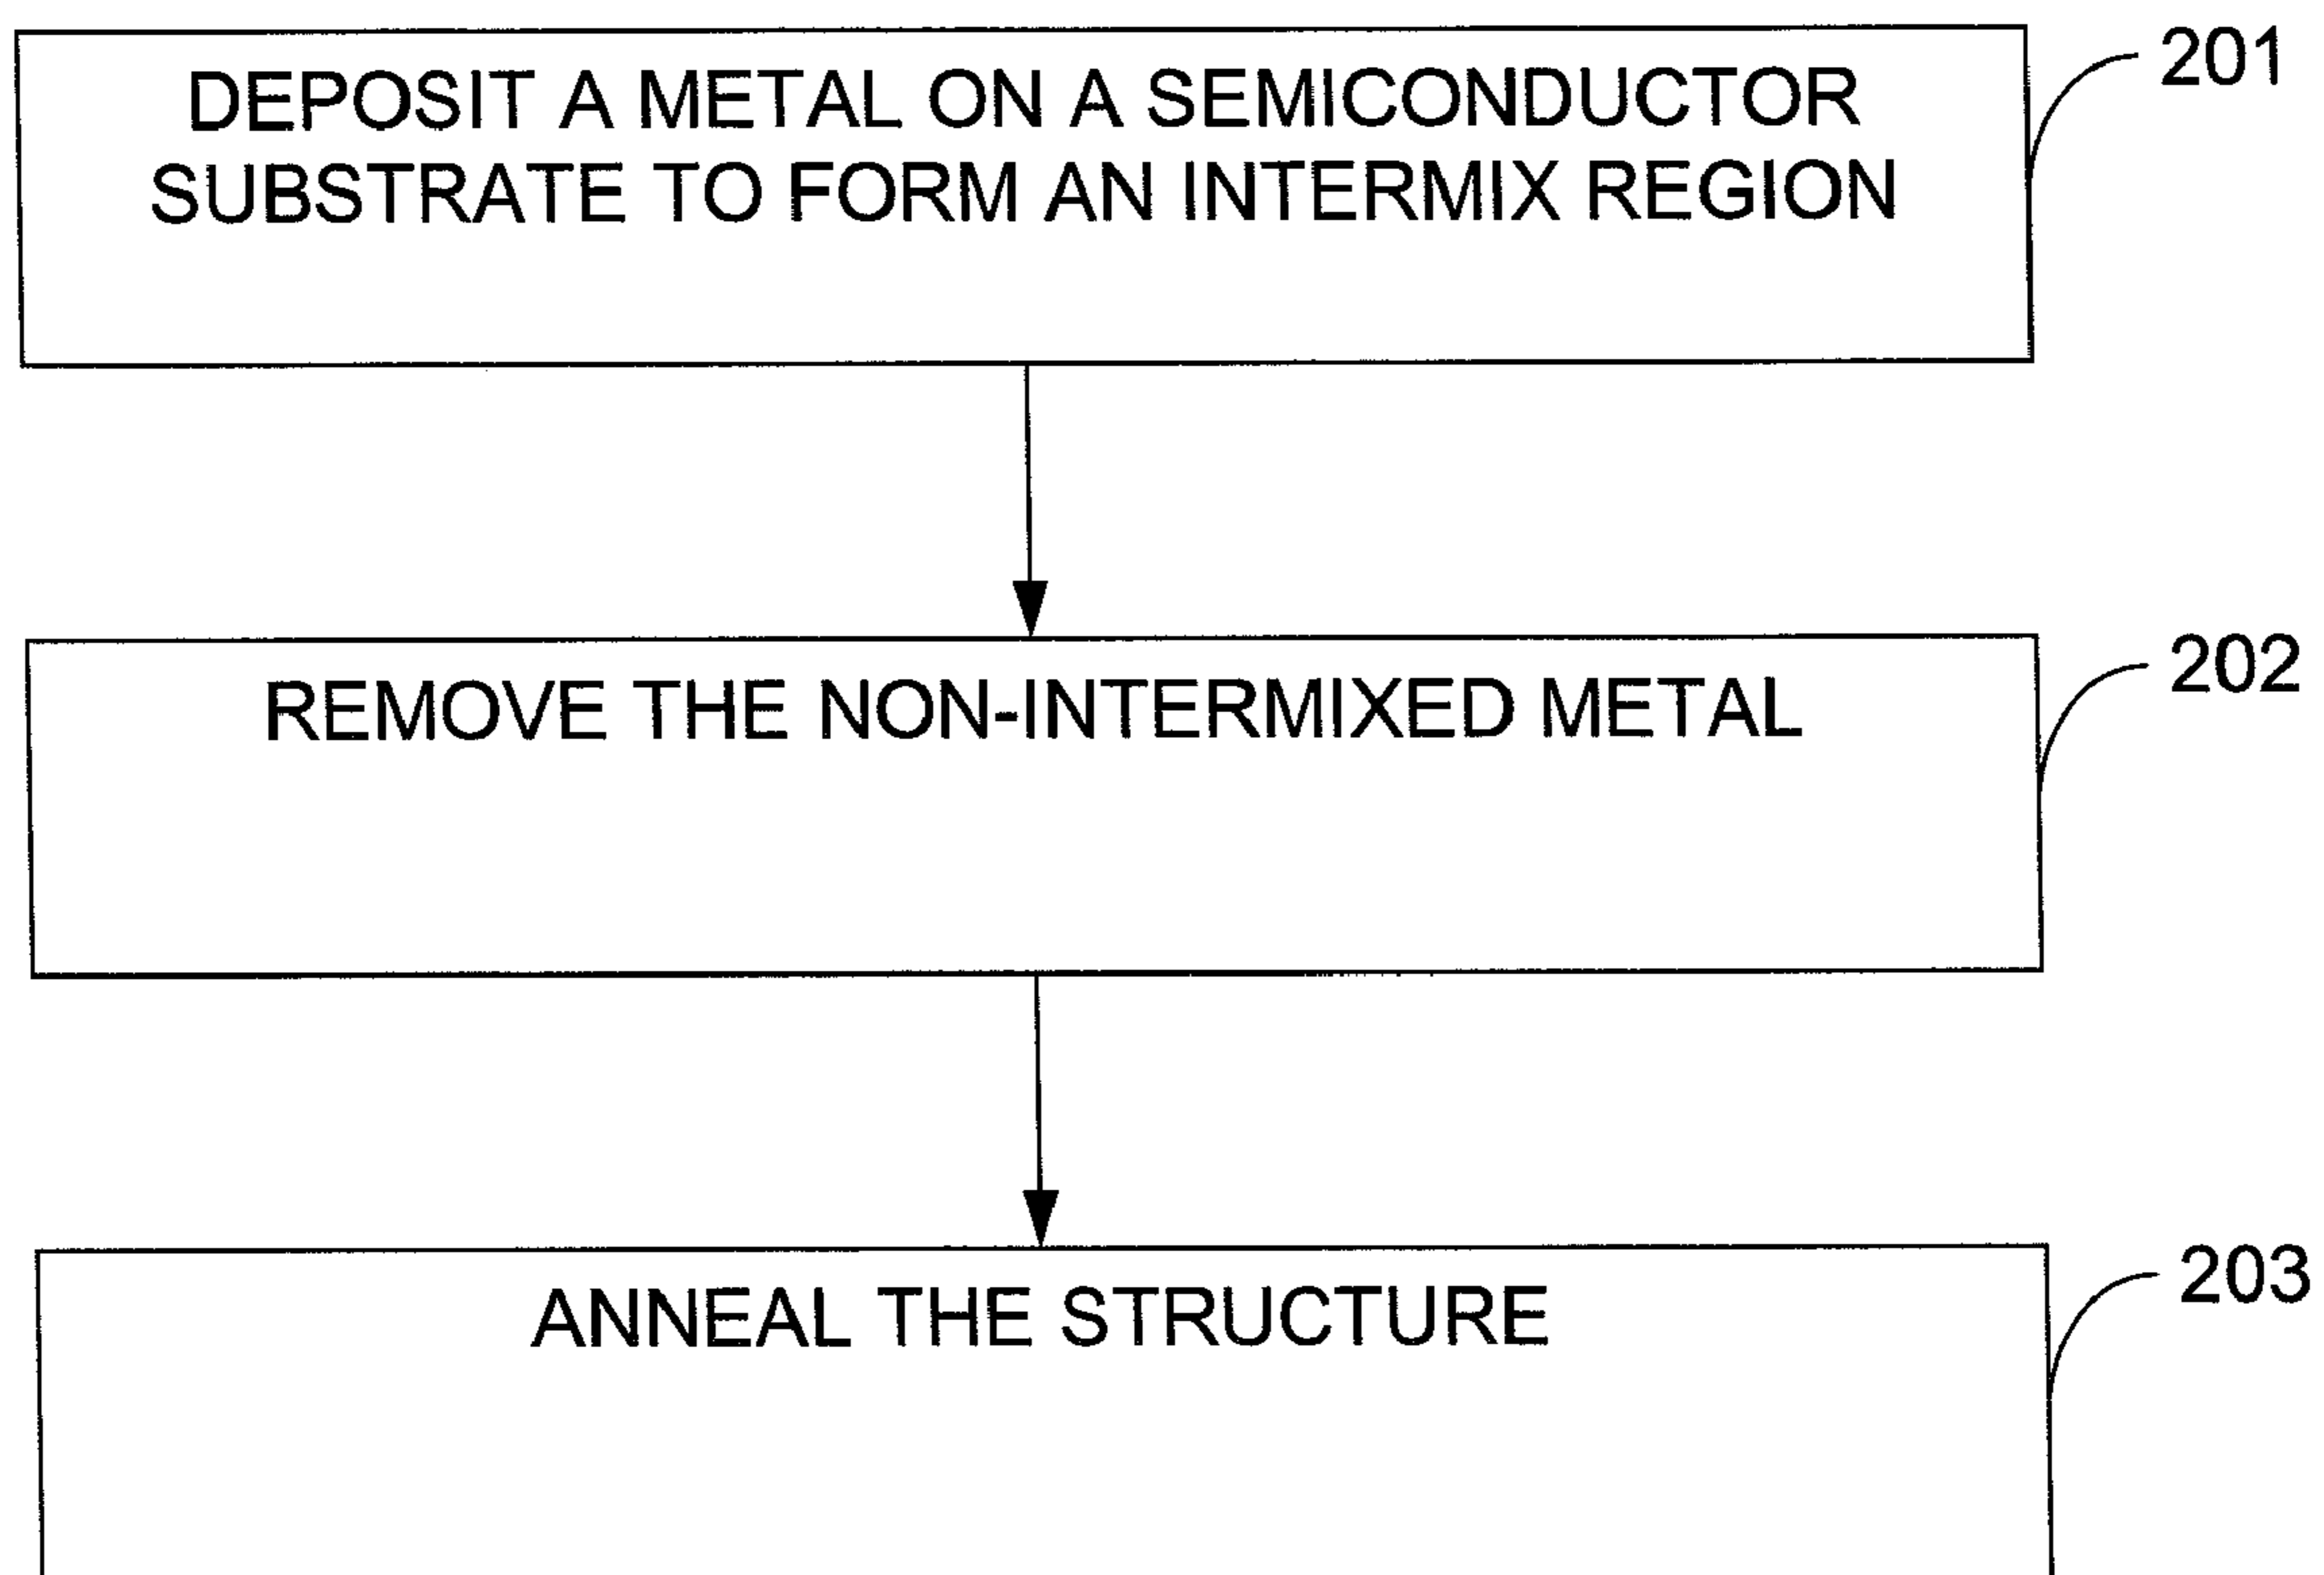 DEPOSIT A METAL ON A SEMICONDUCTOR
SUBSTRATE TO FORM AN INTERMIX REGION
201
REMOVE THE NON-INTERMIXED METAL
202
ANNEAL THE STRUCTURE
203